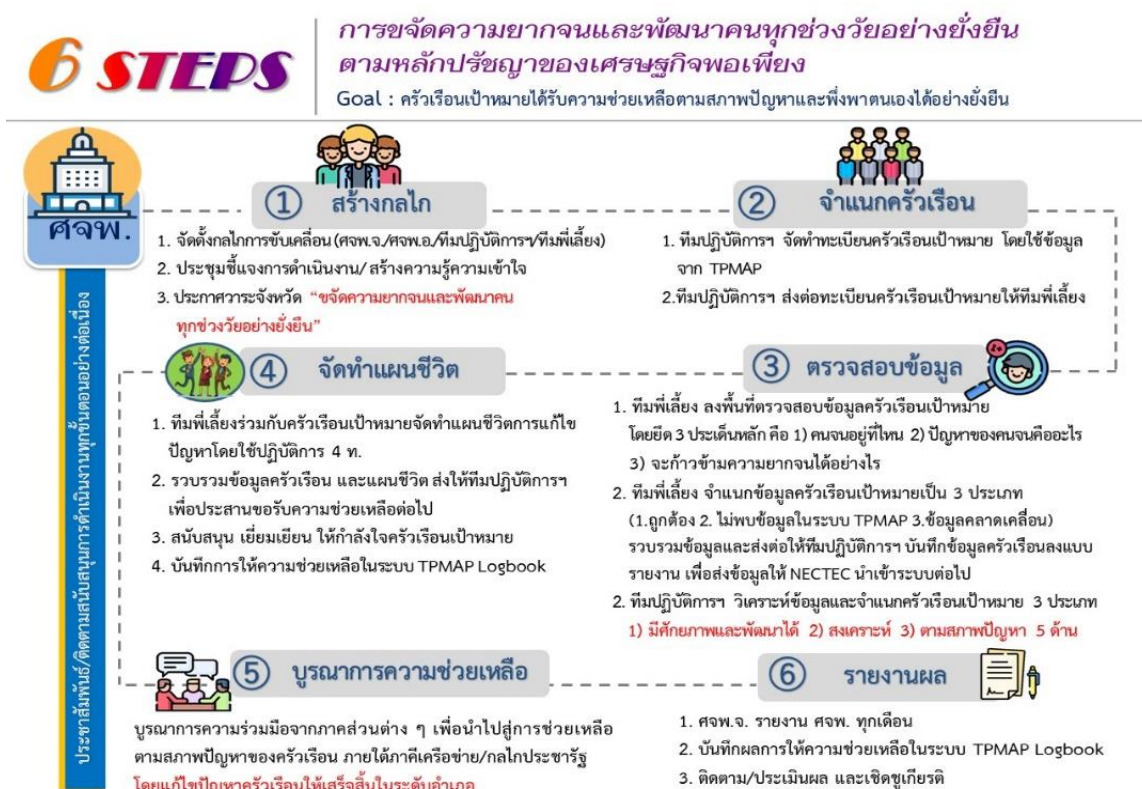 6 STEPS
การขจัดความยากจนและพัฒนาคนทุกช่วงวัยอย่างยั่งยืน
ตามหลักปรัชญาของเศรษฐกิจพอเพียง
Goal : ครัวเรือนเป้าหมายได้รับความช่วยเหลือตามสภาพปัญหาและพึ่งพาตนเองได้อย่างยั่งยืน
ศจพ.
ประชาสัมพันธ์/ติดตามสนับสนุนการดำเนินงานทุกขั้นตอนอย่างต่อเนื่อง
1 สร้างกลไก
1. จัดตั้งกลไกการขับเคลื่อน (ศจพ.จ./ศจพ.อ./ทีมปฏิบัติการฯ/ทีมพี่เลี้ยง)
2. ประชุมชี้แจงการดำเนินงาน/ สร้างความรู้ความเข้าใจ
3. ประกาศวาระจังหวัด “ขจัดความยากจนและพัฒนาคน
ทุกช่วงวัยอย่างยั่งยืน”
2 จำแนกครัวเรือน
1. ทีมปฏิบัติการฯ จัดทำทะเบียนครัวเรือนเป้าหมาย โดยใช้ข้อมูล
จาก TPMAP
2.ทีมปฏิบัติการฯ ส่งต่อทะเบียนครัวเรือนเป้าหมายให้ทีมพี่เลี้ยง
3 ตรวจสอบข้อมูล
1. ทีมพี่เลี้ยง ลงพื้นที่ตรวจสอบข้อมูลครัวเรือนเป้าหมาย
โดยยึด 3 ประเด็นหลัก คือ 1) คนจนอยู่ที่ไหน 2) ปัญหาของคนจนคืออะไร
3) จะก้าวข้ามความยากจนได้อย่างไร
2. ทีมพี่เลี้ยง จำแนกข้อมูลครัวเรือนเป้าหมายเป็น 3 ประเภท
(1.ถูกต้อง 2. ไม่พบข้อมูลในระบบ TPMAP 3.ข้อมูลคลาดเคลื่อน)
รวบรวมข้อมูลและส่งต่อให้ทีมปฏิบัติการฯ บันทึกข้อมูลครัวเรือนลงแบบ
รายงาน เพื่อส่งข้อมูลให้ NECTEC นำเข้าระบบต่อไป
2. ทีมปฏิบัติการฯ วิเคราะห์ข้อมูลและจำแนกครัวเรือนเป้าหมาย 3 ประเภท
1) มีศักยภาพและพัฒนาได้ 2) สงเคราะห์ 3) ตามสภาพปัญหา 5 ด้าน
4 จัดทำแผนชีวิต
1. ทีมพี่เลี้ยงร่วมกับครัวเรือนเป้าหมายจัดทำแผนชีวิตการแก้ไข
ปัญหาโดยใช้ปฏิบัติการ 4 ท.
2. รวบรวมข้อมูลครัวเรือน และแผนชีวิต ส่งให้ทีมปฏิบัติการฯ
เพื่อประสานขอรับความช่วยเหลือต่อไป
3. สนับสนุน เยี่ยมเยียน ให้กำลังใจครัวเรือนเป้าหมาย
4. บันทึกการให้ความช่วยเหลือในระบบ TPMAP Logbook
5 บูรณาการความช่วยเหลือ
บูรณาการความร่วมมือจากภาคส่วนต่าง ๆ เพื่อนำไปสู่การช่วยเหลือ
ตามสภาพปัญหาของครัวเรือน ภายใต้ภาคีเครือข่าย/กลไกประชารัฐ
โดยแก้ไขปัญหาครัวเรือนให้เสร็จสิ้นในระดับอำเภอ
6 รายงานผล
1. ศจพ.จ. รายงาน ศจพ. ทุกเดือน
2. บันทึกผลการให้ความช่วยเหลือในระบบ TPMAP Logbook
3. ติดตาม/ประเมินผล และเชิดชูเกียรติ